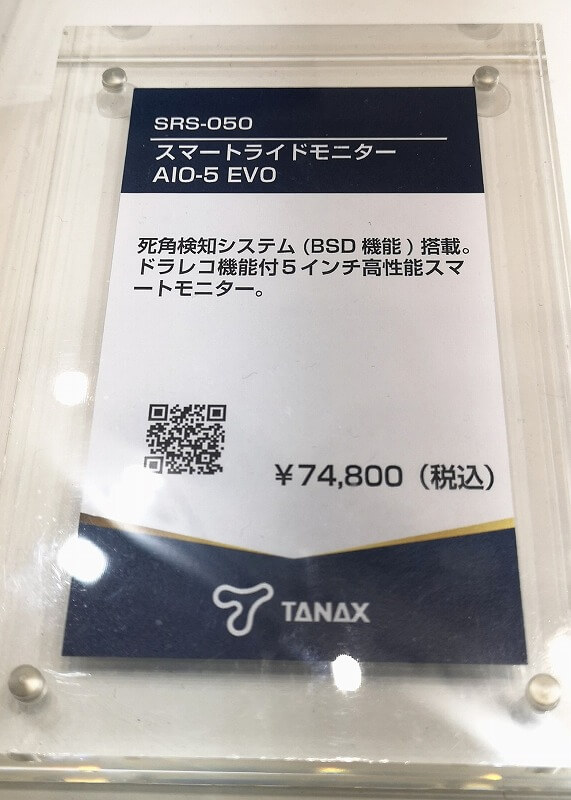 SRS-050
スマートライドモニター
AIO-5 EVO
死角検知システム (BSD 機能 ) 搭載。
ドラレコ機能付5インチ高性能スマ
ートモニター。
¥74,800（税込）
TANAX